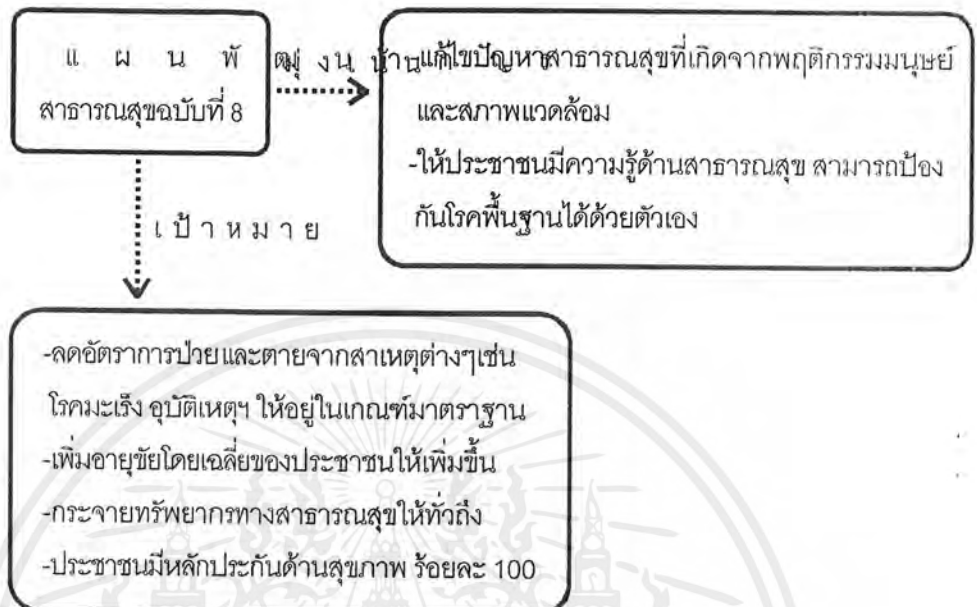 แ ผ น พั
สาธารณสุขฉบับที่ 8
แก้ไขปัญหาสาธารณสุขที่เกิดจากพฤติกรรมมนุษย์
และสภาพแวดล้อม
-ให้ประชาชนมีความรู้ด้านสาธารณสุข สามารถป้อง
กันโรคพื้นฐานได้ด้วยตัวเอง
เ ป้ า ห ม า ย
-ลดอัตราการป่วยและตายจากสาเหตุต่างๆเช่น
โรคมะเร็ง อุบัติเหตุฯ ให้อยู่ในเกณฑ์มาตราฐาน
-เพิ่มอายุขัยโดยเฉลี่ยของประชาชนให้เพิ่มขึ้น
-กระจายทรัพยากรทางสาธารณสุขให้ทั่วถึง
-ประชาชนมีหลักประกันด้านสุขภาพ ร้อยละ 100